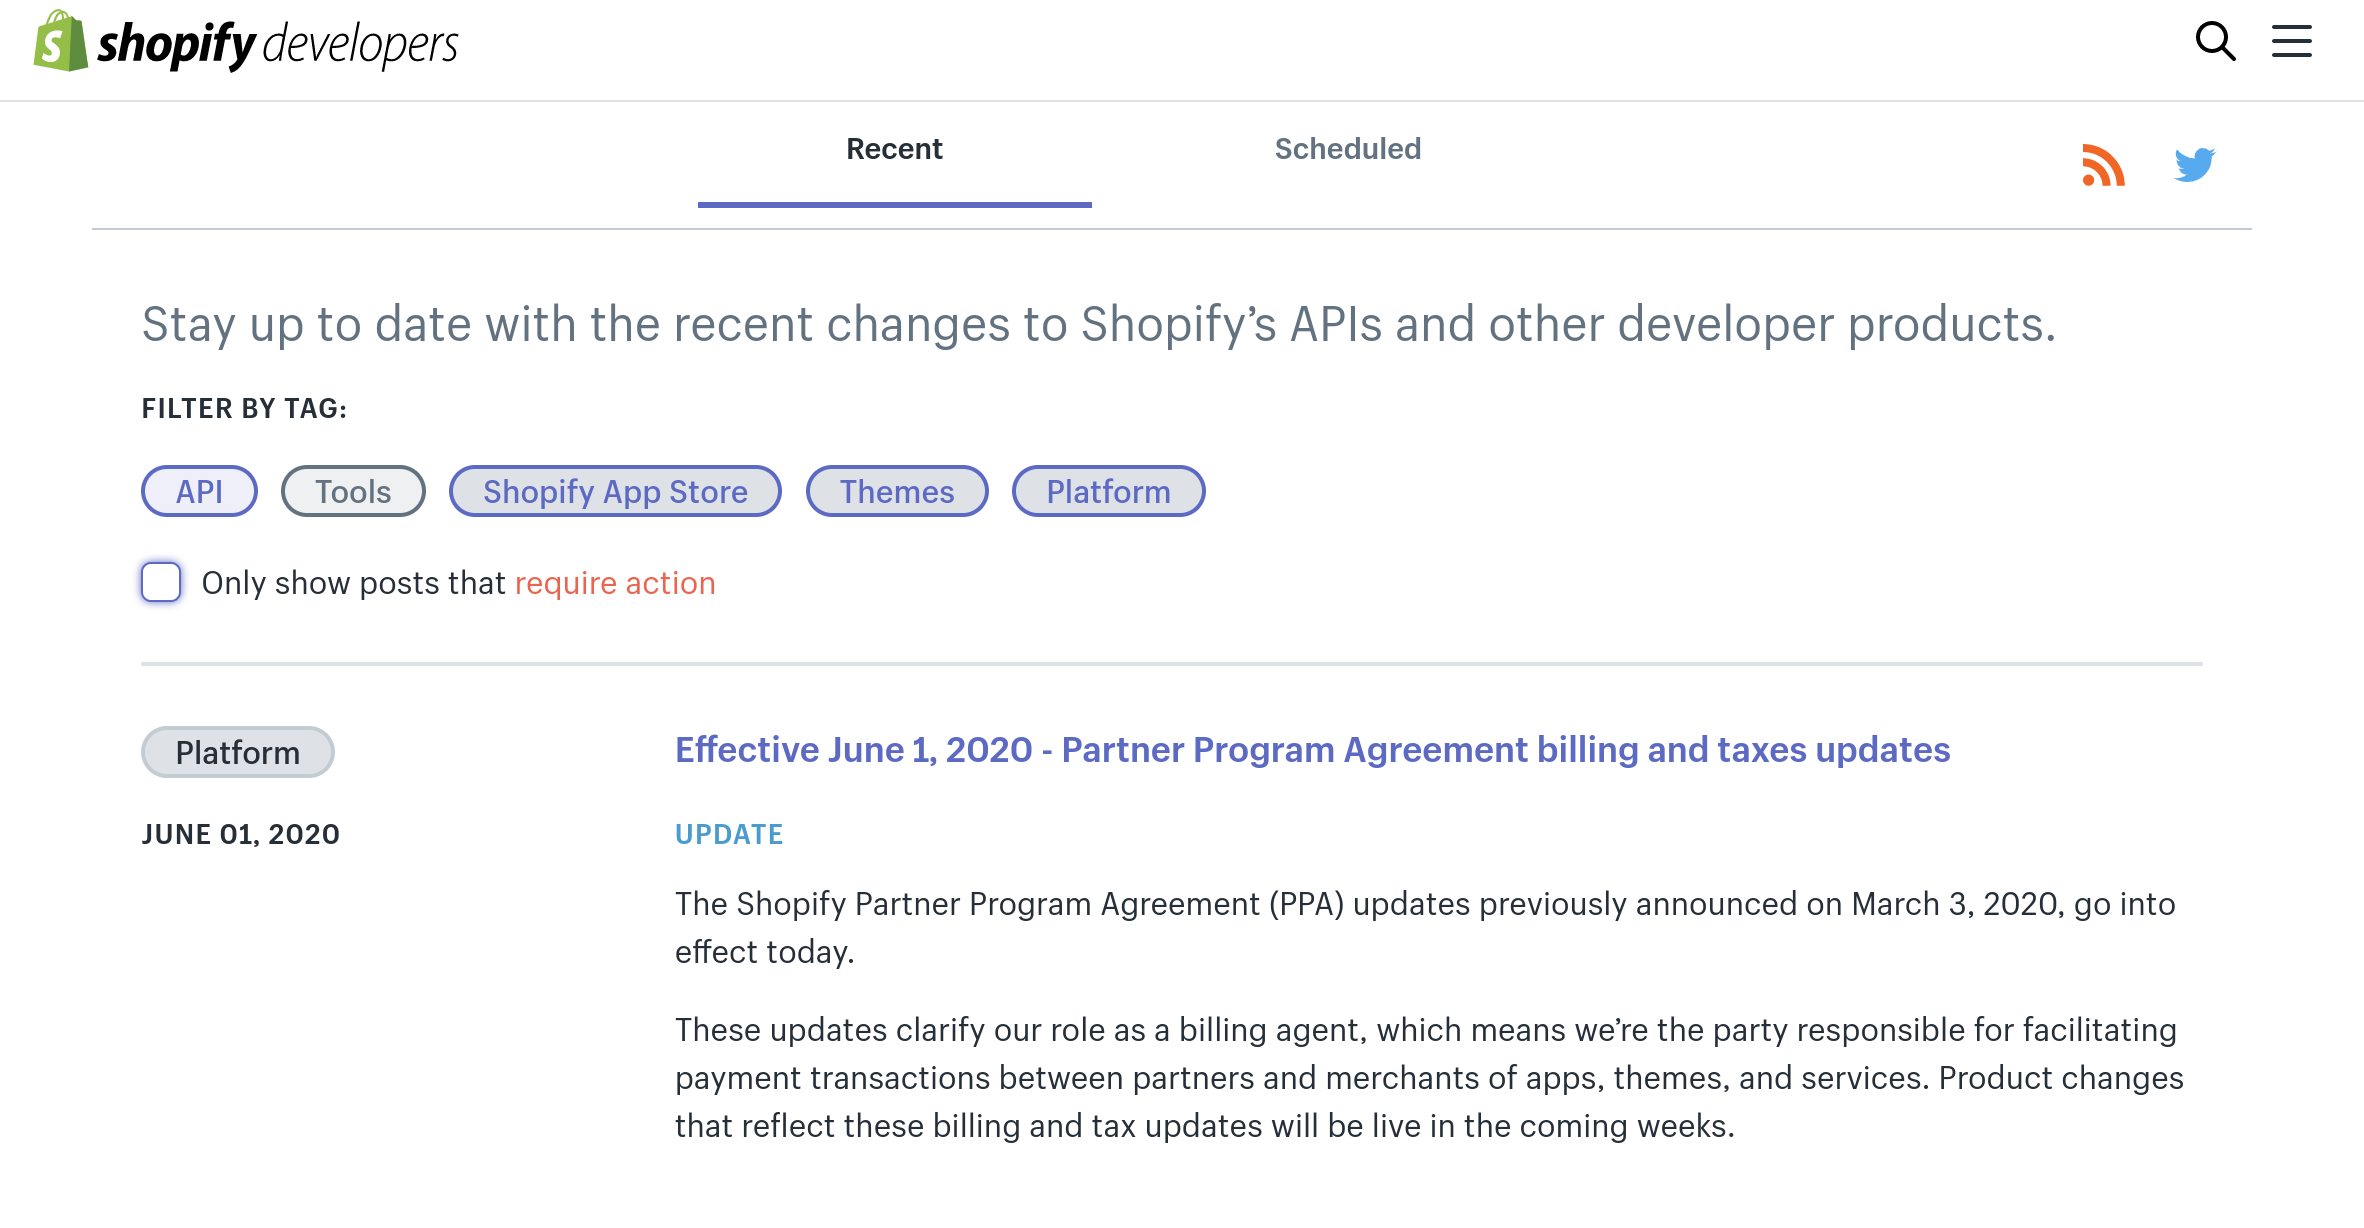 shopify developers
Recent
Scheduled
Stay up to date with the recent changes to Shopify’s APIs and other developer products.
FILTER BY TAG:
API Tools Shopify App Store Themes Platform
Only show posts that require action
Platform
Effective June 1, 2020 - Partner Program Agreement billing and taxes updates
JUNE 01, 2020
UPDATE
The Shopify Partner Program Agreement (PPA) updates previously announced on March 3, 2020, go into
effect today.
These updates clarify our role as a billing agent, which means we’re the party responsible for facilitating
payment transactions between partners and merchants of apps, themes, and services. Product changes
that reflect these billing and tax updates will be live in the coming weeks.